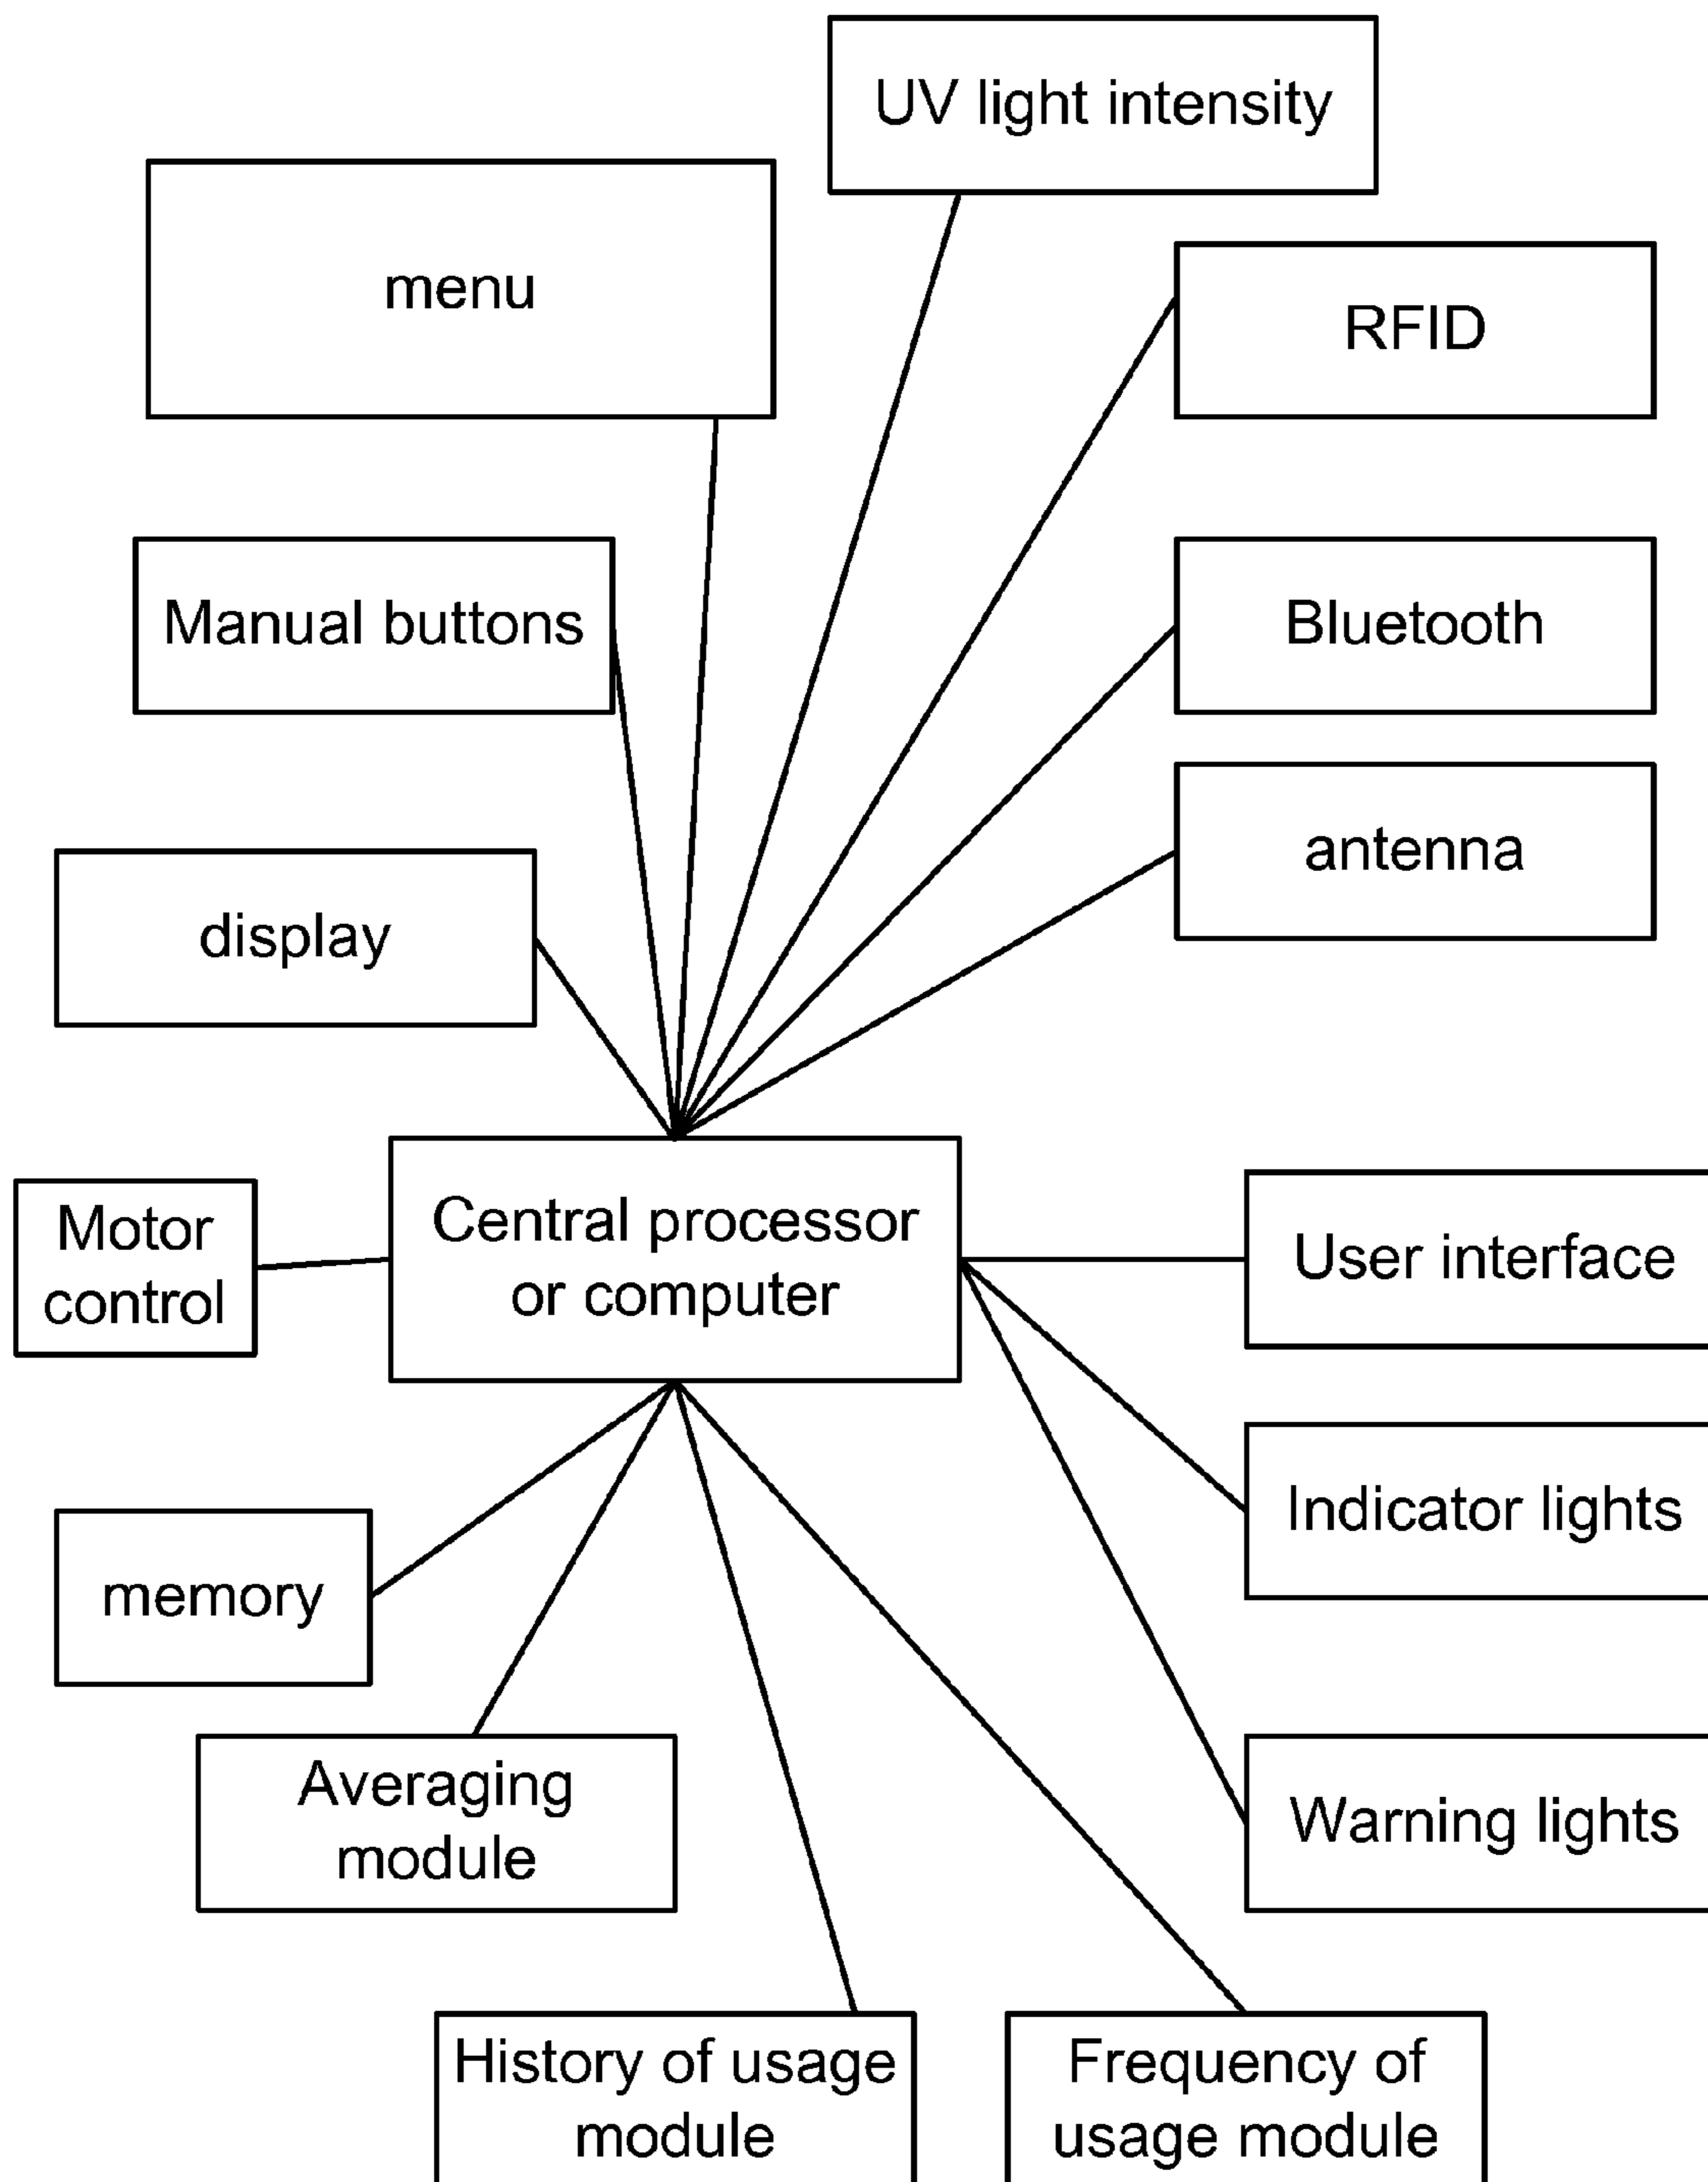 UV light intensity
menu
RFID
Manual buttons
Bluetooth
antenna
display
Central processor
or computer
Motor
control
User interface
Indicator lights
memory
Averaging
module
Warning lights
History of usage
module
Frequency of
usage module